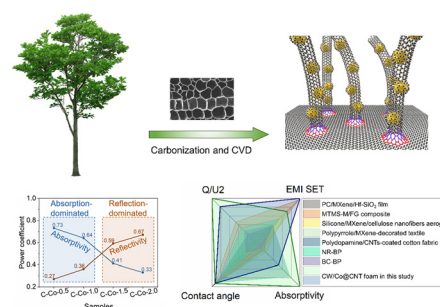 Carbonization and CVD
Power coefficient
1.0
0.8
0.6
0.4
0.2
Absorption-
dominated
Reflection-
dominated
0.73
0.64
0.59
0.67
Absorptivity
Reflectivity
0.27
0.36
0.41
0.33
C-Co-0.5
C-Co-1.0
C-Co-1.5
C-Co-2.0
Samples
Q/U2
EMI SET
Contact angle
Absorptivity
PC/MXene/Hf-SiO2 film
MTMS-M/FG composite
Silicone/MXene/cellulose nanofibers aerog
Polypyrrole/MXene-decorated textile
Polydopamine/CNTs-coated cotton fabric
NR-BP
BC-BP
CW/Co@CNT foam in this study